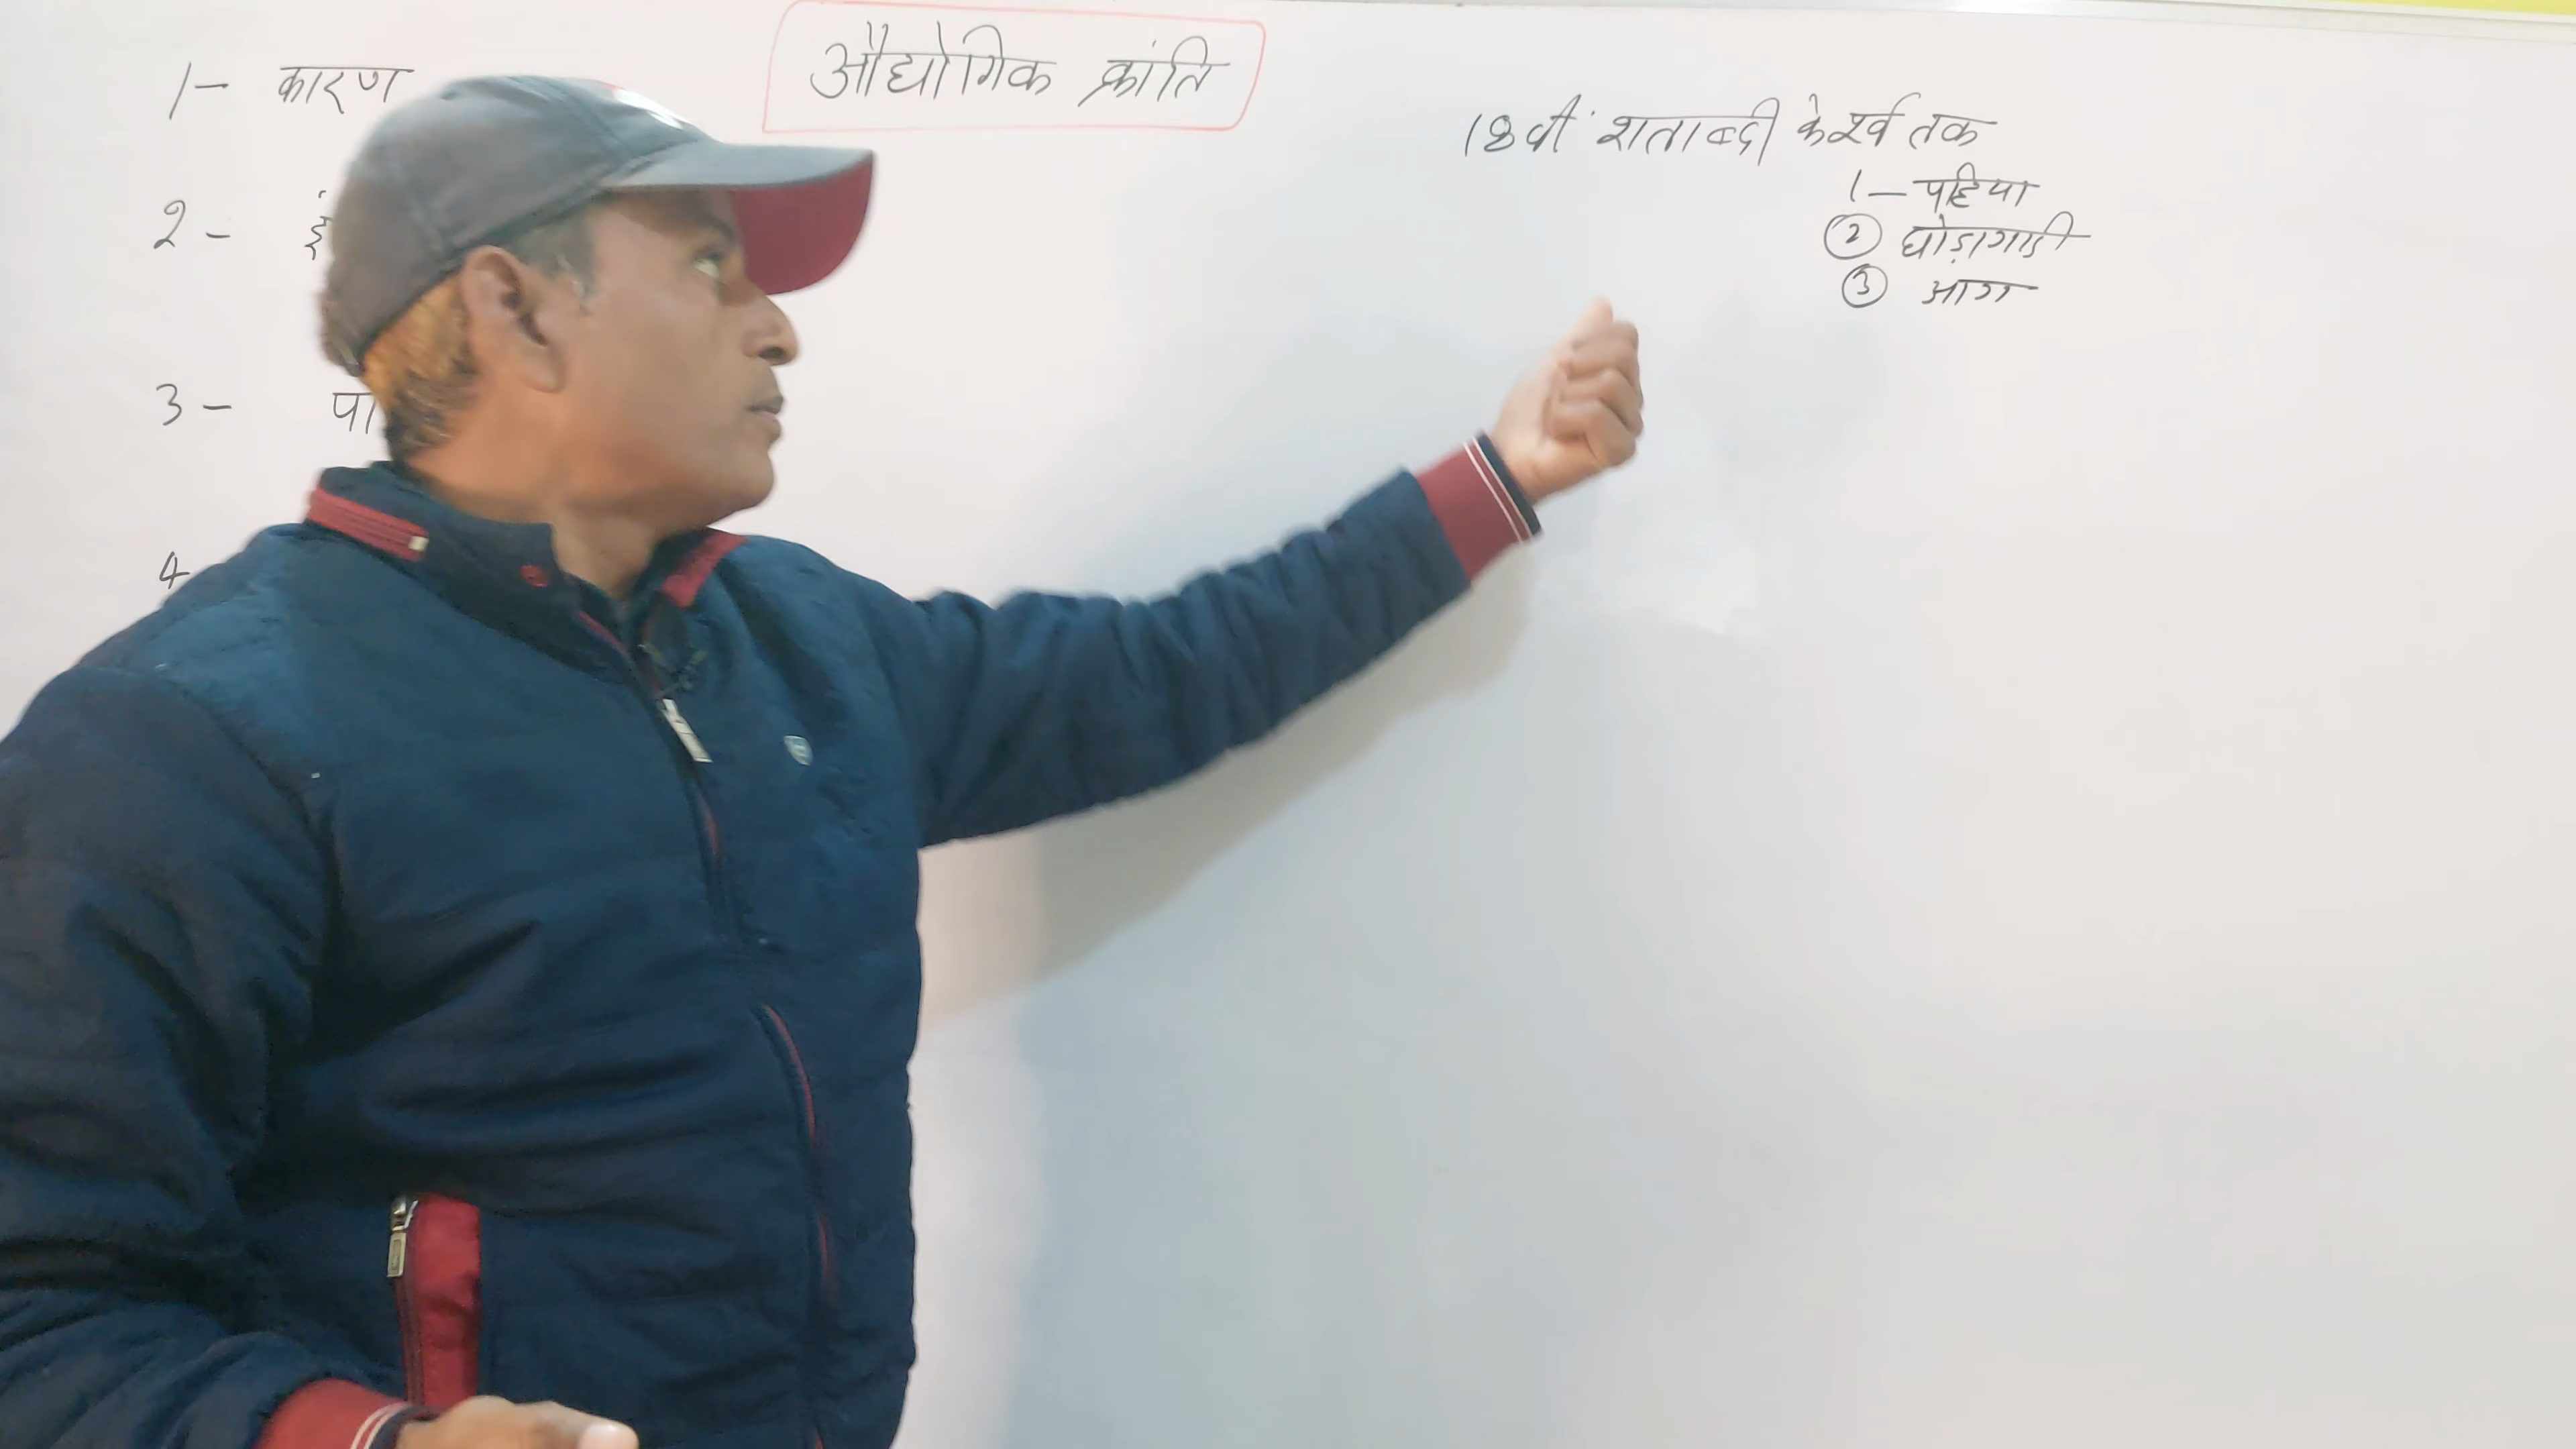 औद्योगिक क्रांति
1- कारण
2 -
3 -
4
18वीं शताब्दी के पूर्व तक
1 - पहिया
2 घोड़ागाडी
3 आग